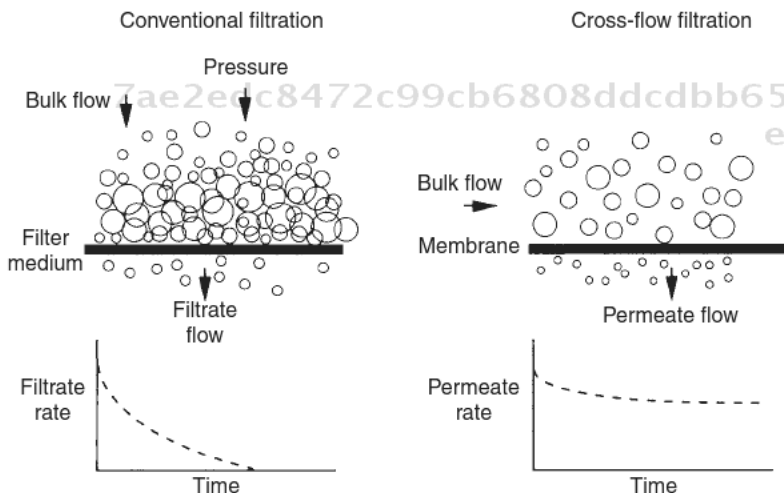 Conventional filtration
Pressure
Bulk flow
Filter
medium
Filtrate
flow
Filtrate
rate
Time
Cross-flow filtration
Bulk flow
Membrane
Permeate flow
Permeate
rate
Time
7ae2edc8472c99cb6808ddcdbb65
e